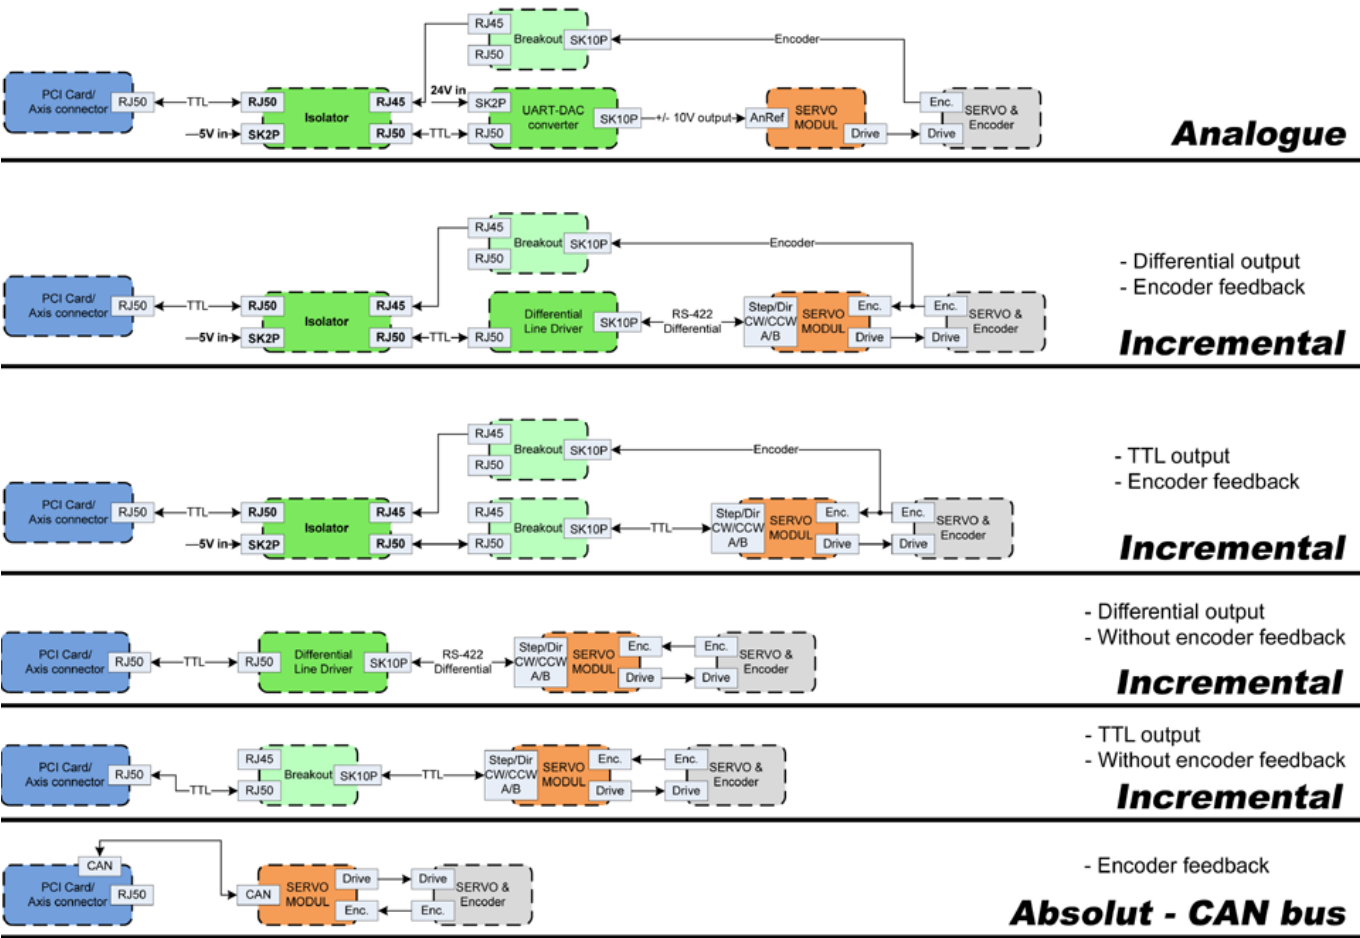 RJ45
Breakout
SK10P
Encoder
RJ50
PCI Card/
Axis connector
RJ50
TTL
RJ50
RJ45
24V in
SK2P
UART-DAC
converter
SERVO
MODUL
Enc.
SERVO &
Encoder
Isolator
SK10P
+/- 10V output
AnRef
5V in
SK2P
RJ50
TTL
RJ50
Drive
Drive
Analogue
RJ45
Breakout
SK10P
Encoder
RJ50
- Differential output
- Encoder feedback
PCI Card/
Axis connector
RJ50
TTL
RJ50
RJ45
Isolator
5V in
SK2P
RJ50
TTL
RJ50
Differential
Line Driver
SK10P
RS-422
Differential
Step/Dir
CW/CCW
A/B
SERVO
MODUL
Enc.
Enc.
SERVO &
Encoder
Drive
Drive
Incremental
RJ45
Breakout
SK10P
Encoder
RJ50
- TTL output
- Encoder feedback
PCI Card/
Axis connector
RJ50
TTL
RJ50
RJ45
Isolator
5V in
SK2P
RJ50
RJ45
Breakout
SK10P
RJ50
TTL
Step/Dir
CW/CCW
A/B
SERVO
MODUL
Enc.
Enc.
SERVO &
Encoder
Drive
Drive
Incremental
- Differential output
- Without encoder feedback
PCI Card/
Axis connector
RJ50
TTL
RJ50
Differential
Line Driver
SK10P
RS-422
Differential
Step/Dir
CW/CCW
A/B
SERVO
MODUL
Enc.
Enc.
SERVO &
Encoder
Drive
Drive
Incremental
- TTL output
- Without encoder feedback
PCI Card/
Axis connector
RJ50
TTL
RJ45
Breakout
SK10P
RJ50
TTL
Step/Dir
CW/CCW
A/B
SERVO
MODUL
Enc.
Enc.
SERVO &
Encoder
Drive
Drive
Incremental
CAN
PCI Card/
Axis connector
RJ50
CAN
SERVO
MODUL
Drive
Drive
SERVO &
Encoder
Enc.
Enc.
- Encoder feedback
Absolut - CAN bus